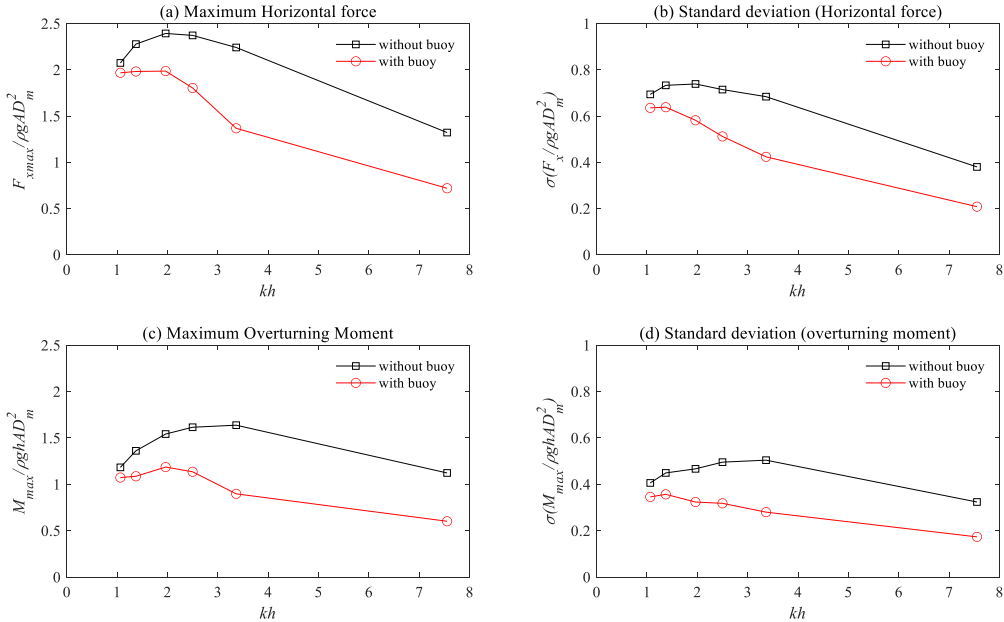 (a) Maximum Horizontal force
2.5
2
1.5
1
0.5
0
0 1 2 3 4 5 6 7 8
kh
F_xmax/ρgAD²_m
without buoy
with buoy
(b) Standard deviation (Horizontal force)
1
0.8
0.6
0.4
0.2
0
0 1 2 3 4 5 6 7 8
kh
σ(F_x/ρgAD²_m)
without buoy
with buoy
(c) Maximum Overturning Moment
2.5
2
1.5
1
0.5
0
0 1 2 3 4 5 6 7 8
kh
M_max/ρghAD²_m
without buoy
with buoy
(d) Standard deviation (overturning moment)
1
0.8
0.6
0.4
0.2
0
0 1 2 3 4 5 6 7 8
kh
σ(M_max/ρghAD²_m)
without buoy
with buoy